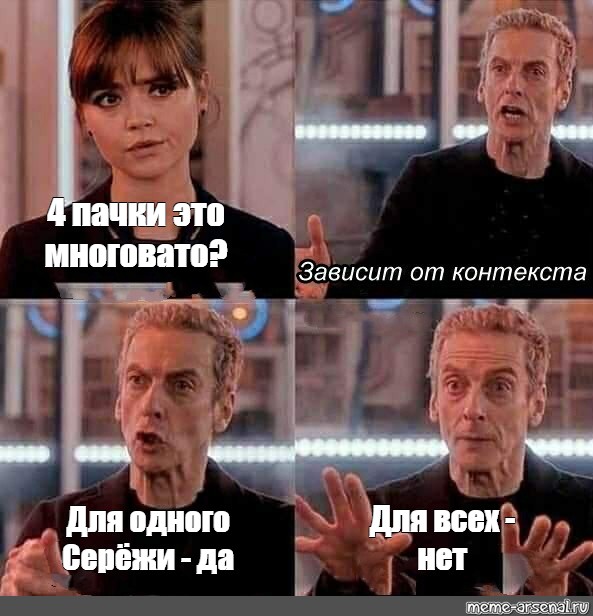 4 пачки это
многовато?
Зависит от контекста
Для одного
Серёжи - да
Для всех -
нет
meme-arsenal.ru